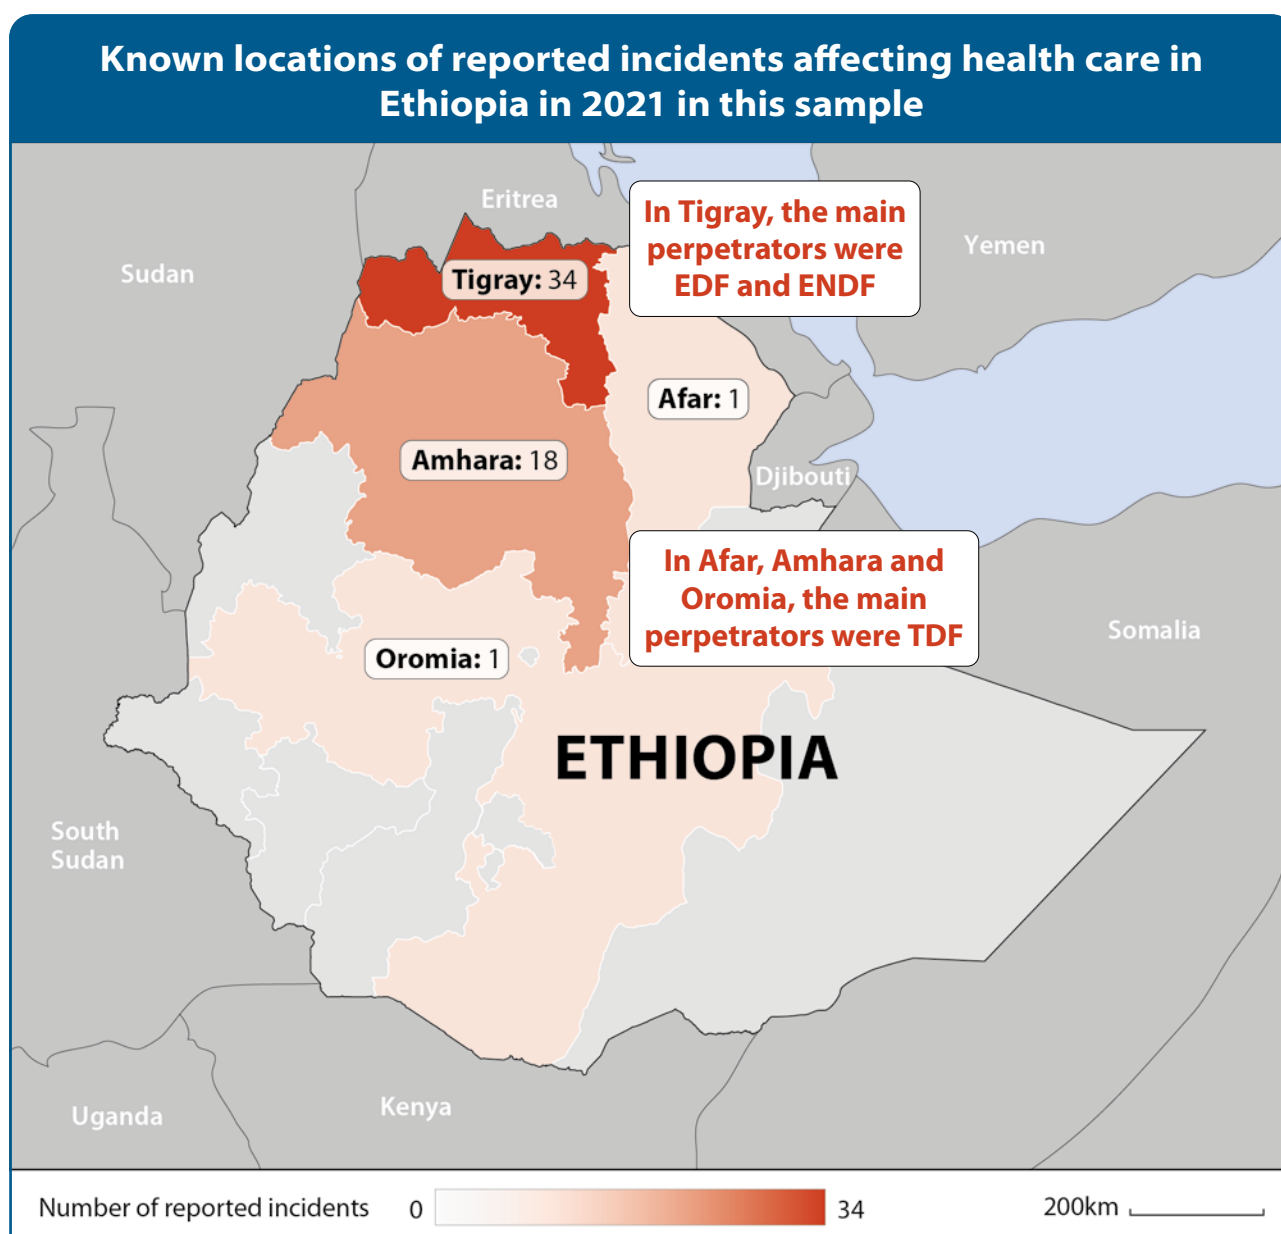 Known locations of reported incidents affecting health care in
Ethiopia in 2021 in this sample
Eritrea
In Tigray, the main
perpetrators were
EDF and ENDF
Yemen
Sudan
Tigray: 34
Afar: 1
Amhara: 18
Djibouti
In Afar, Amhara and
Oromia, the main
perpetrators were TDF
Somalia
Oromia: 1
ETHIOPIA
South
Sudan
Uganda
Kenya
Number of reported incidents 0 34 200km